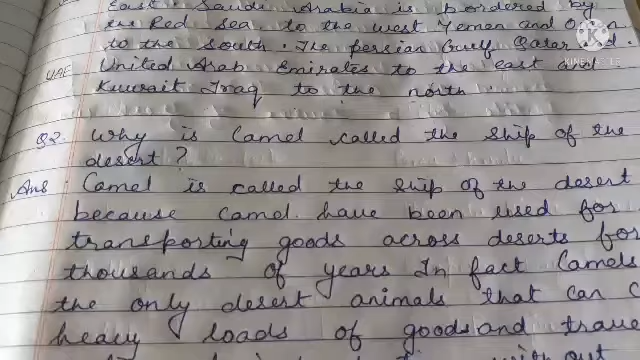 East. Saudi Arabia is bordered by
the Red Sea to the west Yemen and
to the south. The Persian Gulf Qatar
UAE United Arab Emirates to the east and
Kuwait Iraq to the north
Q2. Why is Camel called the ship of the
desert?
Ans. Camel is called the ship of the desert
because camel have been used for
transporting goods across deserts for
thousands of years In fact Camels
the only desert animals that can
heavy loads of goods and